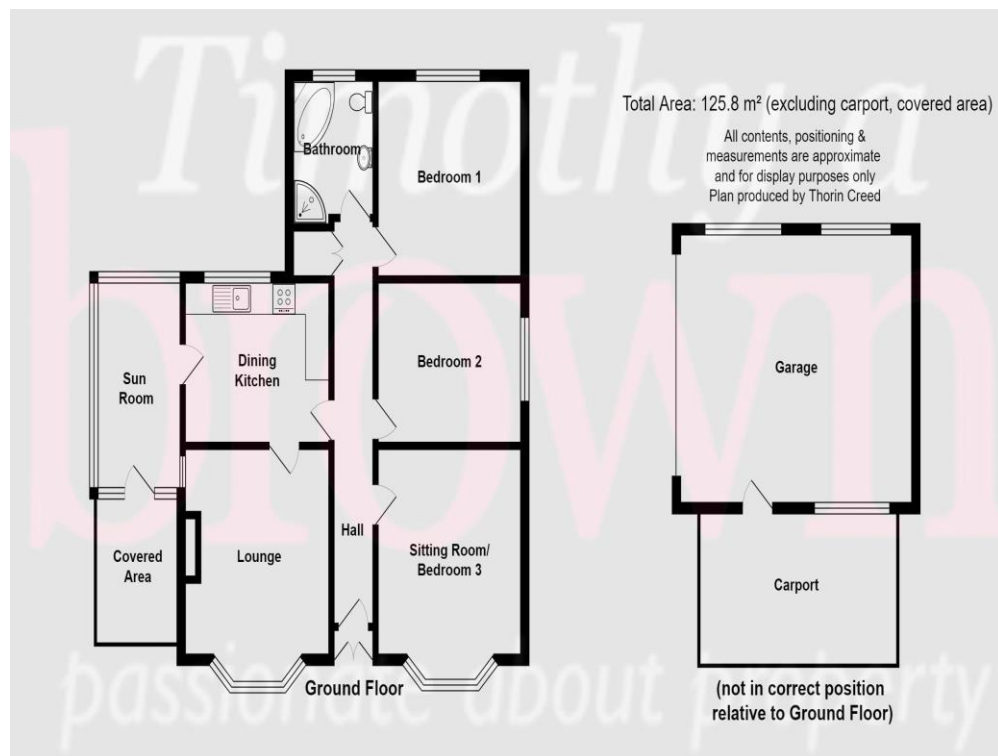 Timothy a
brown
passionate about property
Total Area: 125.8 m² (excluding carport, covered area)
All contents, positioning &
measurements are approximate
and for display purposes only
Plan produced by Thorin Creed
Bathroom
Bedroom 1
Sun
Room
Dining
Kitchen
Bedroom 2
Garage
Covered
Area
Lounge
Hall
Sitting Room/
Bedroom 3
Carport
Ground Floor
(not in correct position
relative to Ground Floor)